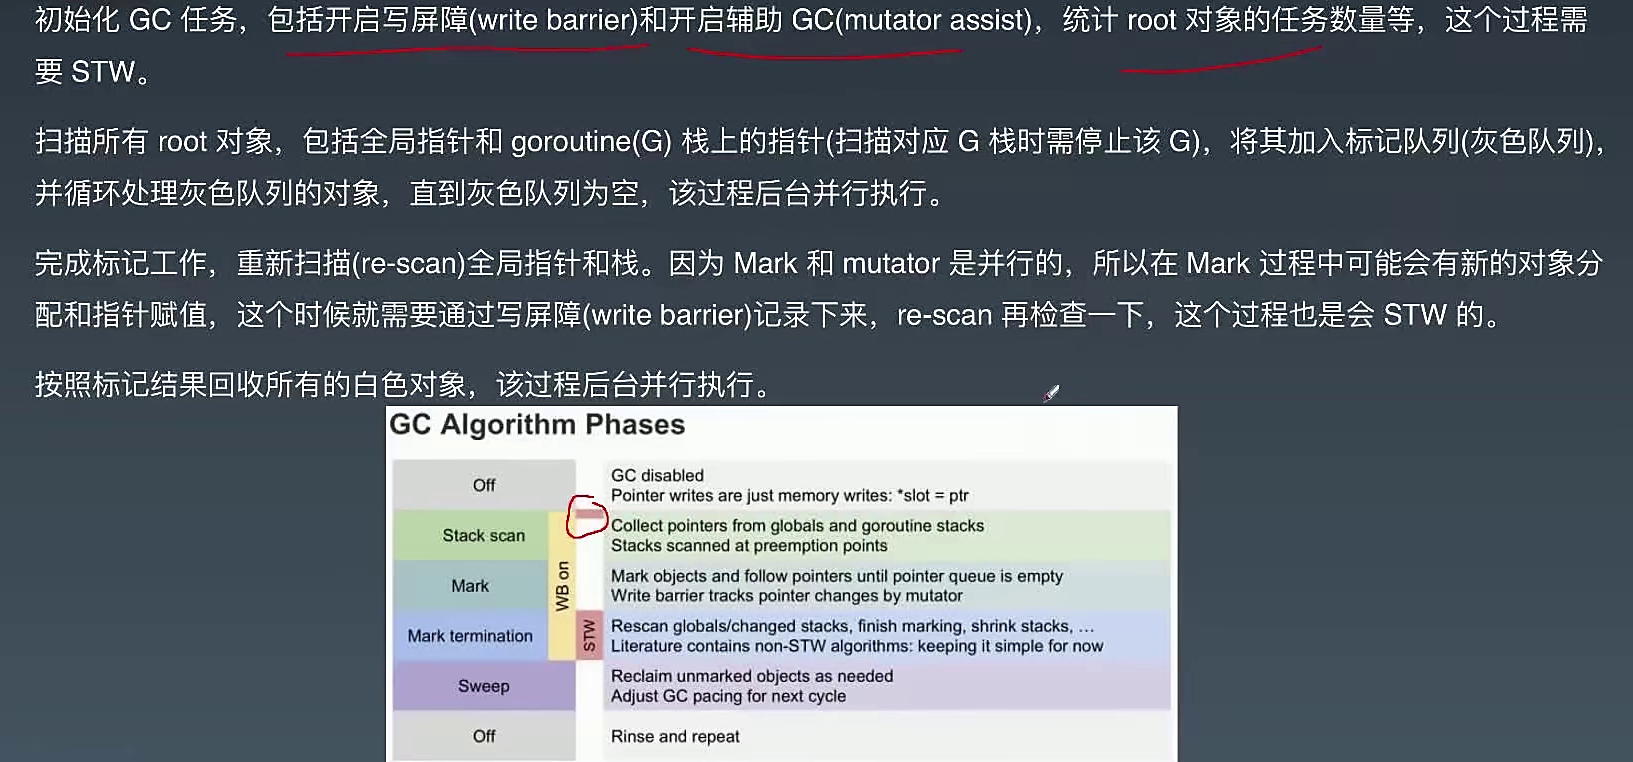 初始化 GC 任务，包括开启写屏障(write barrier)和开启辅助 GC(mutator assist)，统计 root 对象的任务数量等，这个过程需
要 STW。
扫描所有 root 对象，包括全局指针和 goroutine(G) 栈上的指针(扫描对应 G 栈时需停止该 G)，将其加入标记队列(灰色队列)，
并循环处理灰色队列的对象，直到灰色队列为空，该过程后台并行执行。
完成标记工作，重新扫描(re-scan)全局指针和栈。因为 Mark 和 mutator 是并行的，所以在 Mark 过程中可能会有新的对象分
配和指针赋值，这个时候就需要通过写屏障(write barrier)记录下来，re-scan 再检查一下，这个过程也是会 STW 的。
按照标记结果回收所有的白色对象，该过程后台并行执行。
GC Algorithm Phases
Off
GC disabled
Pointer writes are just memory writes: *slot = ptr
Stack scan
Collect pointers from globals and goroutine stacks
Stacks scanned at preemption points
WB on
Mark
Mark objects and follow pointers until pointer queue is empty
Write barrier tracks pointer changes by mutator
Mark termination
STW
Rescan globals/changed stacks, finish marking, shrink stacks, …
Literature contains non-STW algorithms: keeping it simple for now
Sweep
Reclaim unmarked objects as needed
Adjust GC pacing for next cycle
Off
Rinse and repeat